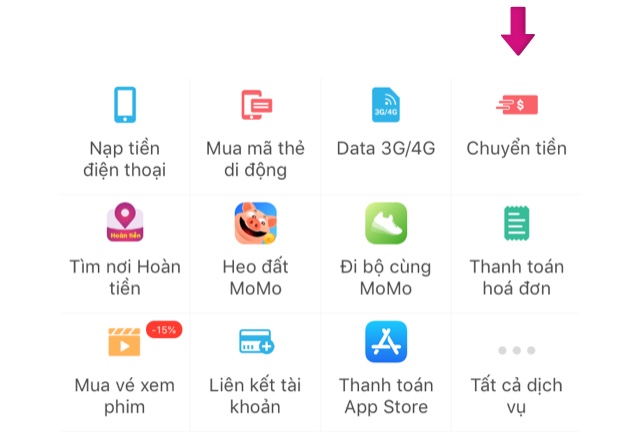 3G/4G
$
Nạp tiền
điện thoại
Mua mã thẻ
di động
Data 3G/4G
Chuyển tiền
Hoàn tiền
Tìm nơi Hoàn
tiền
Heo đất
MoMo
Đi bộ cùng
MoMo
Thanh toán
hoá đơn
-15%
Mua vé xem
phim
Liên kết tài
khoản
Thanh toán
App Store
Tất cả dịch
vụ